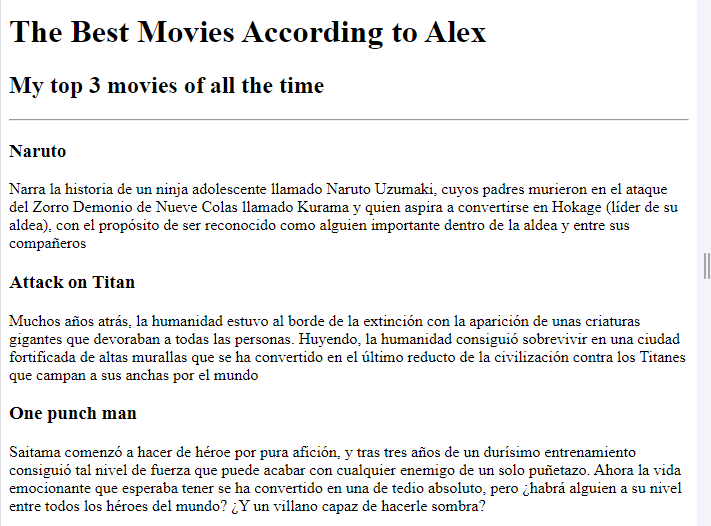 The Best Movies According to Alex
My top 3 movies of all the time
Naruto
Narra la historia de un ninja adolescente llamado Naruto Uzumaki, cuyos padres murieron en el ataque
del Zorro Demonio de Nueve Colas llamado Kurama y quien aspira a convertirse en Hokage (líder de su
aldea), con el propósito de ser reconocido como alguien importante dentro de la aldea y entre sus
compañeros
Attack on Titan
Muchos años atrás, la humanidad estuvo al borde de la extinción con la aparición de unas criaturas
gigantes que devoraban a todas las personas. Huyendo, la humanidad consiguió sobrevivir en una ciudad
fortificada de altas murallas que se ha convertido en el último reducto de la civilización contra los Titanes
que campan a sus anchas por el mundo
One punch man
Saitama comenzó a hacer de héroe por pura afición, y tras tres años de un durísimo entrenamiento
consiguió tal nivel de fuerza que puede acabar con cualquier enemigo de un solo puñetazo. Ahora la vida
emocionante que esperaba tener se ha convertido en una de tedio absoluto, pero ¿habrá alguien a su nivel
entre todos los héroes del mundo? ¿Y un villano capaz de hacerle sombra?